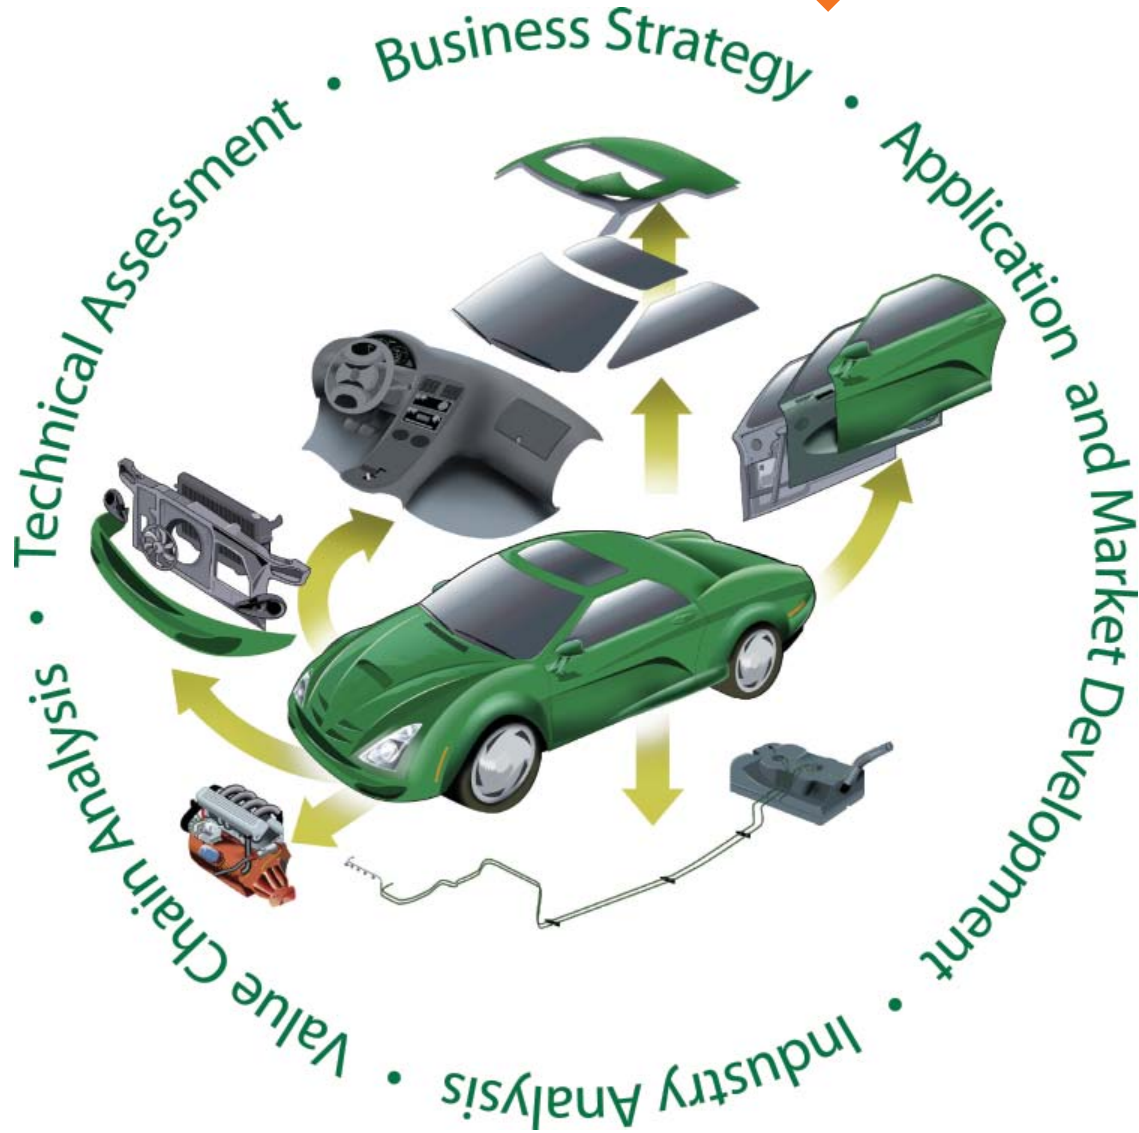 Business Strategy
Application and Market Development
Industry Analysis
Value Chain Analysis
Technical Assessment